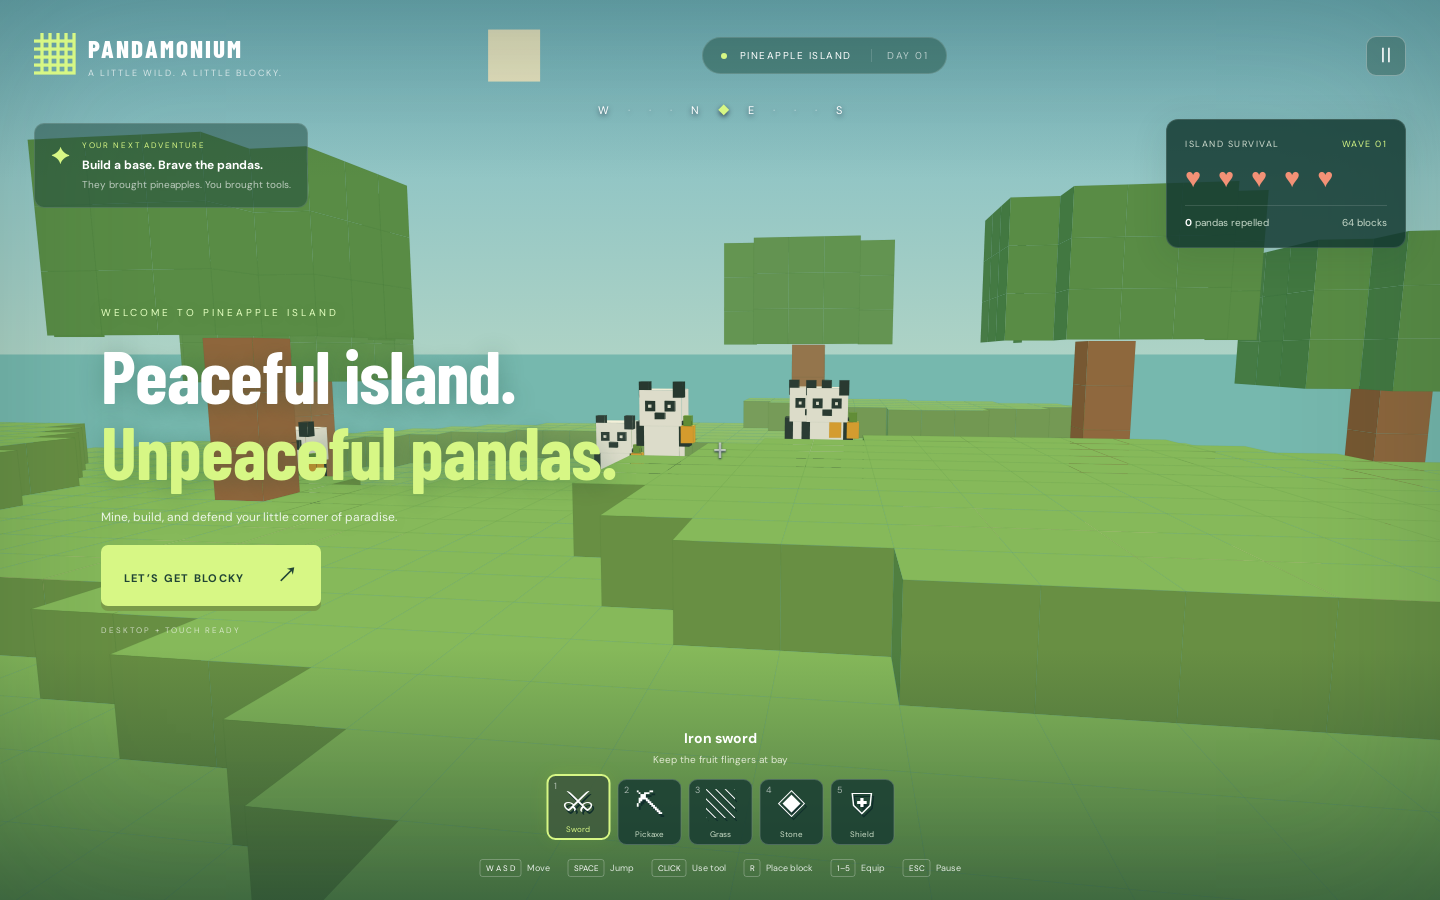 PANDAMONIUM
A LITTLE WILD. A LITTLE BLOCKY.
PINEAPPLE ISLAND
DAY 01
W · · · N ◆ E · · · S
YOUR NEXT ADVENTURE
Build a base. Brave the pandas.
They brought pineapples. You brought tools.
ISLAND SURVIVAL
WAVE 01
0 pandas repelled
64 blocks
WELCOME TO PINEAPPLE ISLAND
Peaceful island.
Unpeaceful pandas.
Mine, build, and defend your little corner of paradise.
LET’S GET BLOCKY
DESKTOP + TOUCH READY
Iron sword
Keep the fruit flingers at bay
1 Sword
2 Pickaxe
3 Grass
4 Stone
5 Shield
W A S D Move
SPACE Jump
CLICK Use tool
R Place block
1–5 Equip
ESC Pause